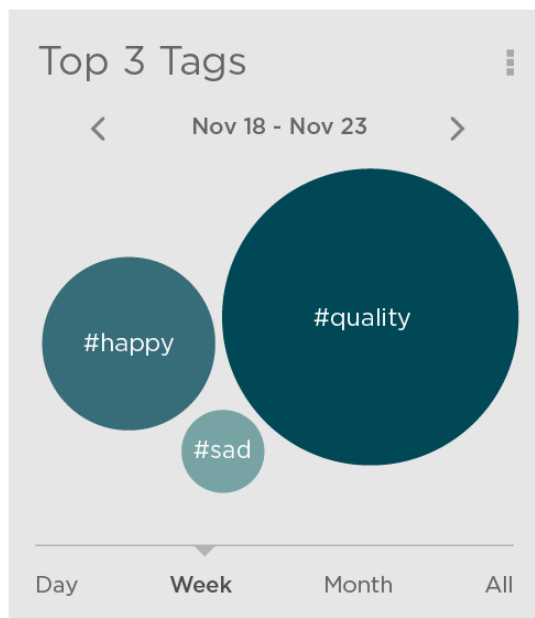 Top 3 Tags
Nov 18 - Nov 23
#quality
#happy
#sad
Day Week Month All